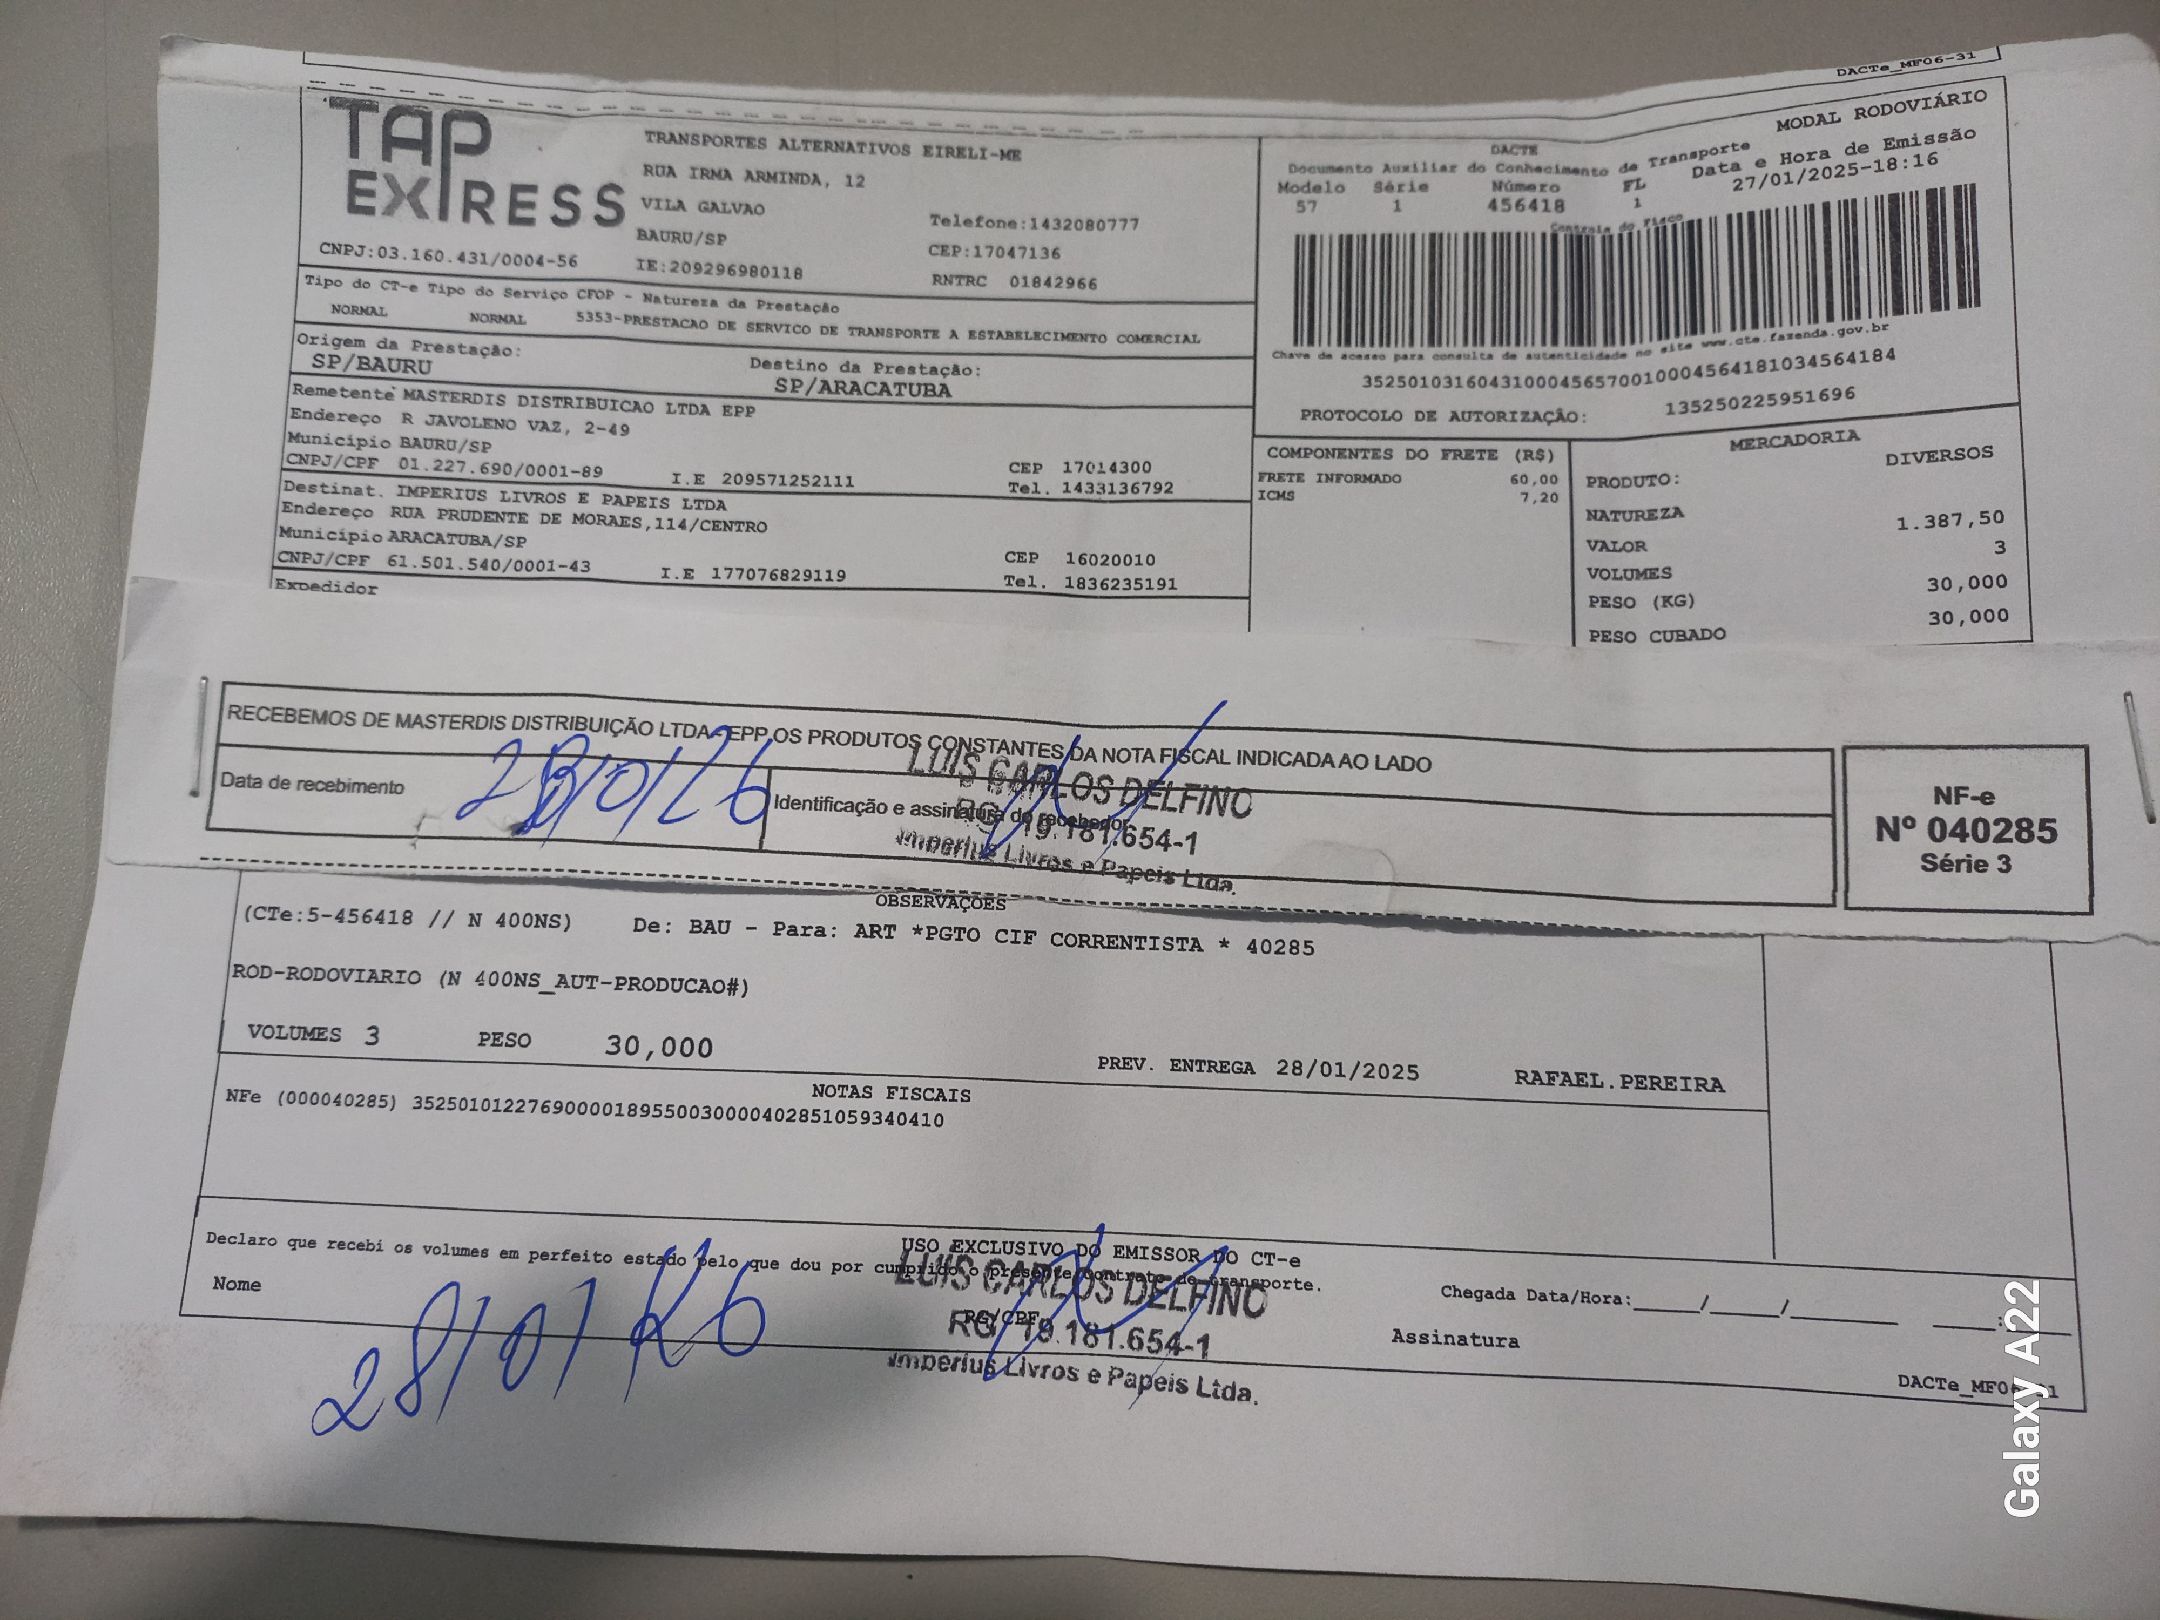 DACTe_MF06-31
TAP
EXPRESS
TRANSPORTES ALTERNATIVOS EIRELI-ME
RUA IRMA ARMINDA, 12
VILA GALVAO
BAURU/SP
Telefone:1432080777
CEP:17047136
CNPJ:03.160.431/0004-56
IE:209296980118
RNTRC 01842966
DACTE
MODAL RODOVIÁRIO
Documento Auxiliar do Conhecimento de Transporte
Data e Hora de Emissão
27/01/2025-18:16
Modelo Série Número FL
57 1 456418 1
Controle do Fisco
Tipo do CT-e Tipo do Serviço CFOP - Natureza da Prestação
NORMAL NORMAL 5353-PRESTACAO DE SERVICO DE TRANSPORTE A ESTABELECIMENTO COMERCIAL
Chave de acesso para consulta de autenticidade no site www.cte.fazenda.gov.br
35250103160431000456570010004564181034564184
PROTOCOLO DE AUTORIZAÇÃO: 135250225951696
Origem da Prestação:
SP/BAURU
Destino da Prestação:
SP/ARACATUBA
Remetente MASTERDIS DISTRIBUICAO LTDA EPP
Endereço R JAVOLENO VAZ, 2-49
Município BAURU/SP
CEP 17014300
CNPJ/CPF 01.227.690/0001-89 I.E 209571252111 Tel. 1433136792
Destinat. IMPERIUS LIVROS E PAPEIS LTDA
Endereço RUA PRUDENTE DE MORAES,114/CENTRO
Município ARACATUBA/SP
CEP 16020010
CNPJ/CPF 61.501.540/0001-43 I.E 177076829119 Tel. 1836235191
Expedidor
COMPONENTES DO FRETE (R$)
FRETE INFORMADO 60,00
ICMS 7,20
MERCADORIA
PRODUTO: DIVERSOS
NATUREZA
VALOR 1.387,50
VOLUMES 3
PESO (KG) 30,000
PESO CUBADO 30,000
RECEBEMOS DE MASTERDIS DISTRIBUIÇÃO LTDA - EPP OS PRODUTOS CONSTANTES DA NOTA FISCAL INDICADA AO LADO
Data de recebimento
Identificação e assinatura do recebedor
LUIS CARLOS DELFINO
RG 19.181.654-1
Imperius Livros e Papeis Ltda.
NF-e
Nº 040285
Série 3
OBSERVAÇÕES
(CTe:5-456418 // N 400NS) De: BAU - Para: ART *PGTO CIF CORRENTISTA * 40285
ROD-RODOVIARIO (N 400NS_AUT-PRODUCAO#)
VOLUMES 3 PESO 30,000
PREV. ENTREGA 28/01/2025 RAFAEL.PEREIRA
NOTAS FISCAIS
NFe (000040285) 35250101227690000189550030000402851059340410
USO EXCLUSIVO DO EMISSOR DO CT-e
Declaro que recebi os volumes em perfeito estado pelo que dou por cumprido o presente contrato de transporte.
Nome
RG/CPF
Chegada Data/Hora:_____/_____/________ ____:____
Assinatura
LUIS CARLOS DELFINO
RG 19.181.654-1
Imperius Livros e Papeis Ltda.
Galaxy A22